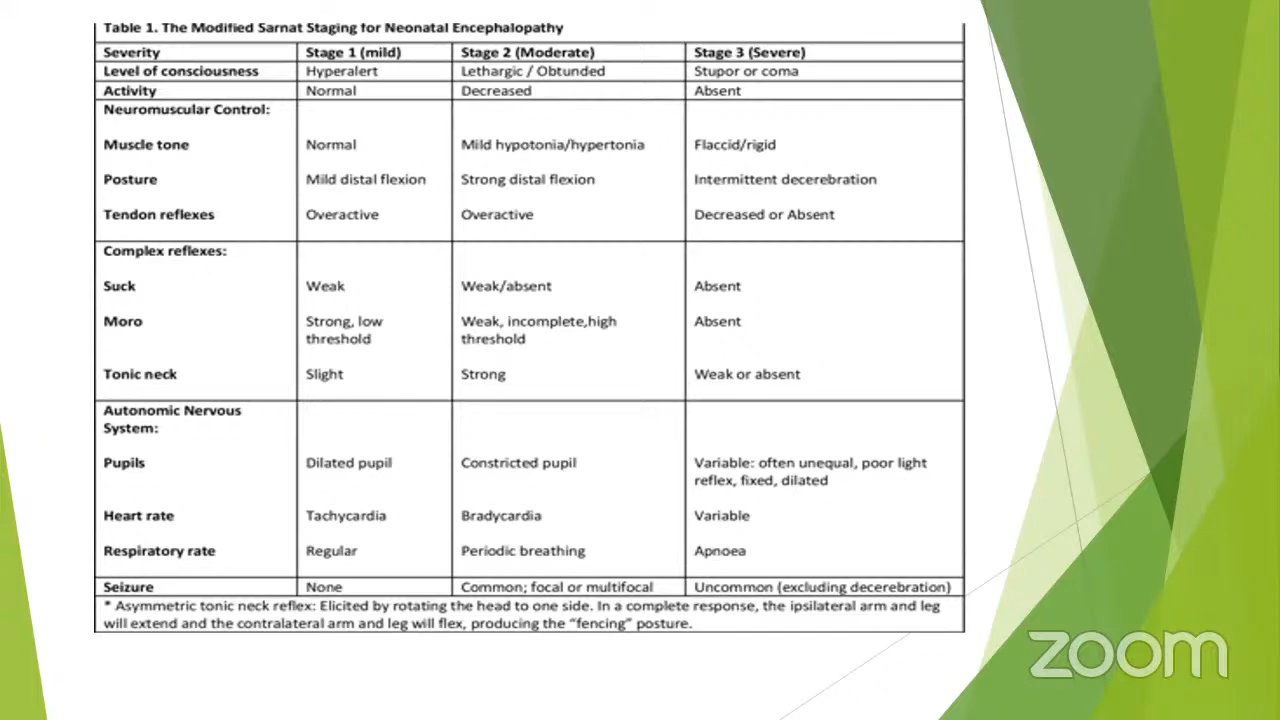 Table 1. The Modified Sarnat Staging for Neonatal Encephalopathy
Severity Stage 1 (mild) Stage 2 (Moderate) Stage 3 (Severe)
Level of consciousness Hyperalert Lethargic / Obtunded Stupor or coma
Activity Normal Decreased Absent
Neuromuscular Control:
Muscle tone Normal Mild hypotonia/hypertonia Flaccid/rigid
Posture Mild distal flexion Strong distal flexion Intermittent decerebration
Tendon reflexes Overactive Overactive Decreased or Absent
Complex reflexes:
Suck Weak Weak/absent Absent
Moro Strong, low Weak, incomplete,high Absent
threshold threshold
Tonic neck Slight Strong Weak or absent
Autonomic Nervous
System:
Pupils Dilated pupil Constricted pupil Variable: often unequal, poor light
reflex, fixed, dilated
Heart rate Tachycardia Bradycardia Variable
Respiratory rate Regular Periodic breathing Apnoea
Seizure None Common; focal or multifocal Uncommon (excluding decerebration)
* Asymmetric tonic neck reflex: Elicited by rotating the head to one side. In a complete response, the ipsilateral arm and leg
will extend and the contralateral arm and leg will flex, producing the “fencing” posture.
zoom